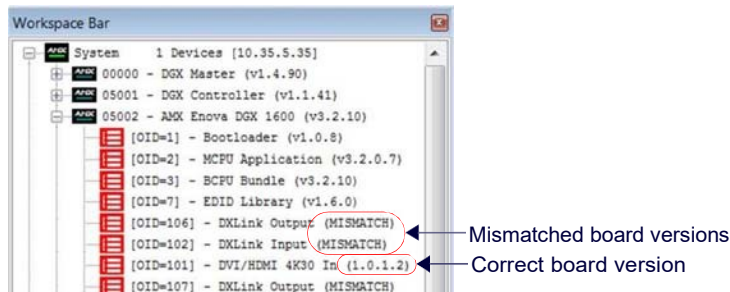 Workspace Bar
AMX System 1 Devices [10.35.5.35]
AMX 00000 - DGX Master (v1.4.90)
AMX 05001 - DGX Controller (v1.1.41)
AMX 05002 - AMX Enova DGX 1600 (v3.2.10)
[OID=1] - Bootloader (v1.0.8)
[OID=2] - MCPU Application (v3.2.0.7)
[OID=3] - BCPU Bundle (v3.2.10)
[OID=7] - EDID Library (v1.6.0)
[OID=106] - DXLink Output (MISMATCH)
[OID=102] - DXLink Input (MISMATCH)
Mismatched board versions
[OID=101] - DVI/HDMI 4K30 In (1.0.1.2)
Correct board version
[OID=107] - DXLink Output (MISMATCH)